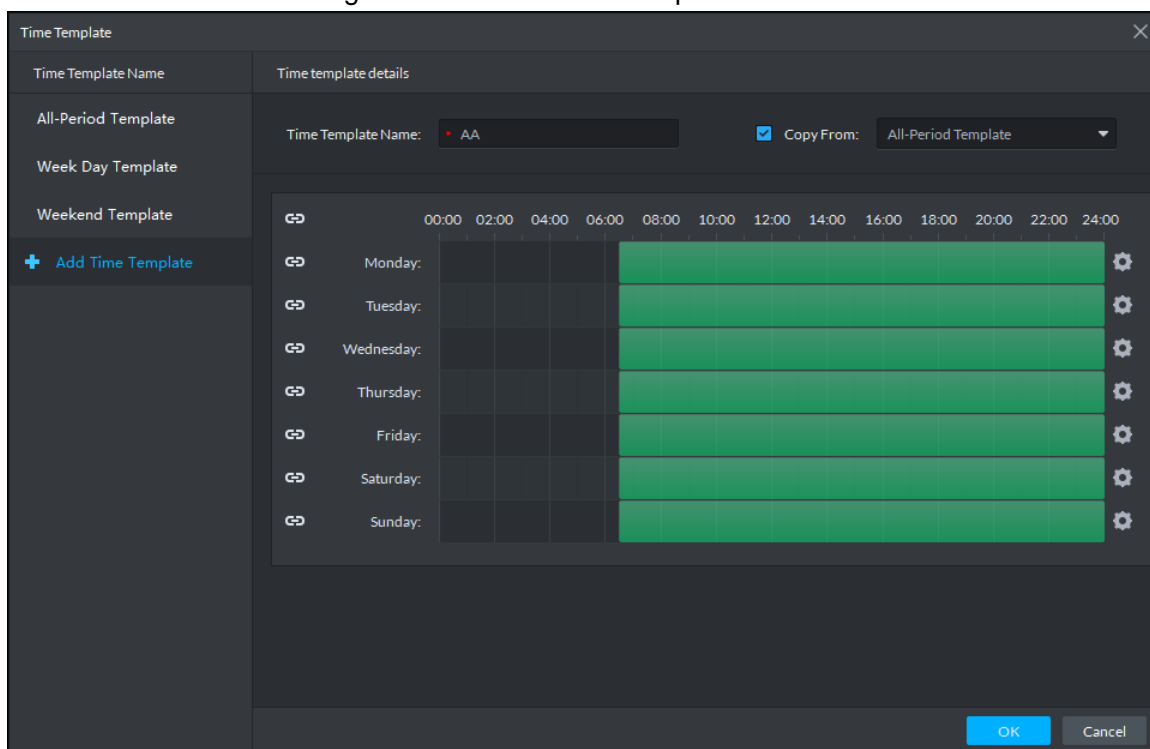 Time Template
Time Template Name
Time template details
All-Period Template
Week Day Template
Weekend Template
Add Time Template
Time Template Name: * AA
Copy From: All-Period Template
00:00 02:00 04:00 06:00 08:00 10:00 12:00 14:00 16:00 18:00 20:00 22:00 24:00
Monday:
Tuesday:
Wednesday:
Thursday:
Friday:
Saturday:
Sunday:
OK Cancel